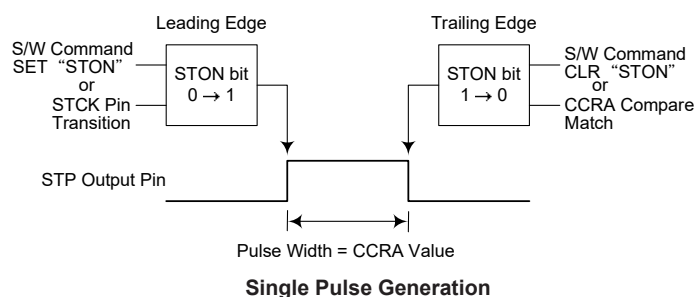 Leading Edge
S/W Command
SET “STON”
or
STCK Pin
Transition
STON bit
0 → 1
Trailing Edge
STON bit
1 → 0
S/W Command
CLR “STON”
or
CCRA Compare
Match
STP Output Pin
Pulse Width = CCRA Value
Single Pulse Generation